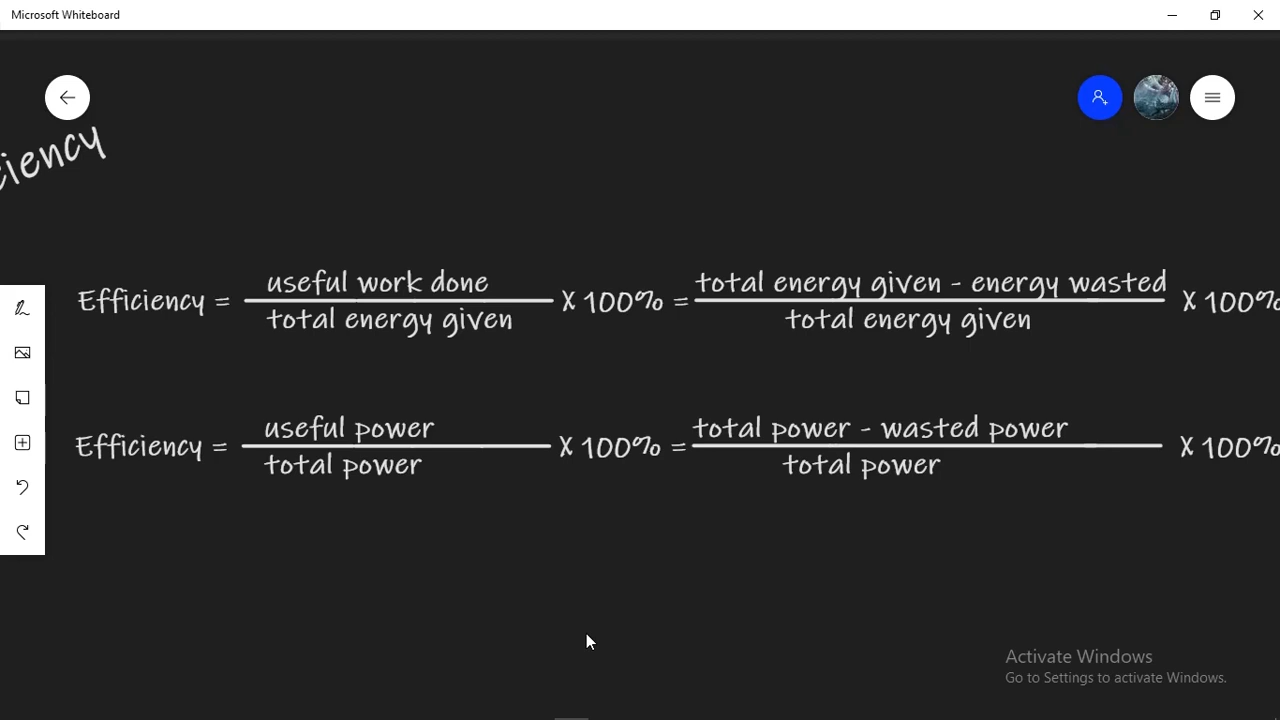 Microsoft Whiteboard
ciency
Efficiency = useful work done / total energy given X 100% = total energy given - energy wasted / total energy given X 100%
Efficiency = useful power / total power X 100% = total power - wasted power / total power X 100%
Activate Windows
Go to Settings to activate Windows.